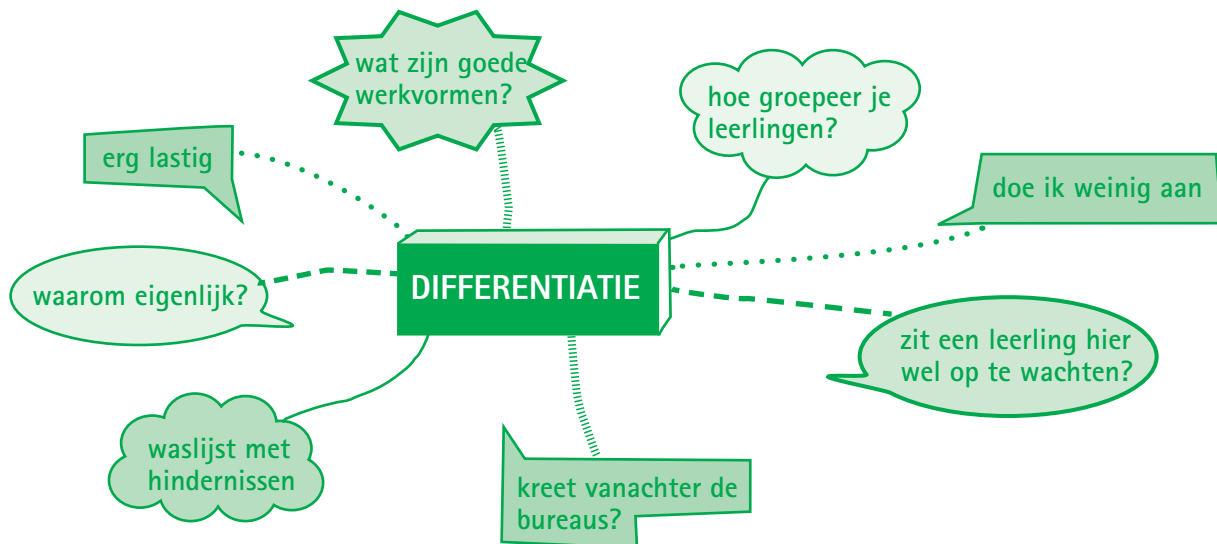 wat zijn goede
werkvormen?
hoe groepeer je
leerlingen?
erg lastig
doe ik weinig aan
waarom eigenlijk?
DIFFERENTIATIE
zit een leerling hier
wel op te wachten?
waslijst met
hindernissen
kreet vanachter de
bureaus?